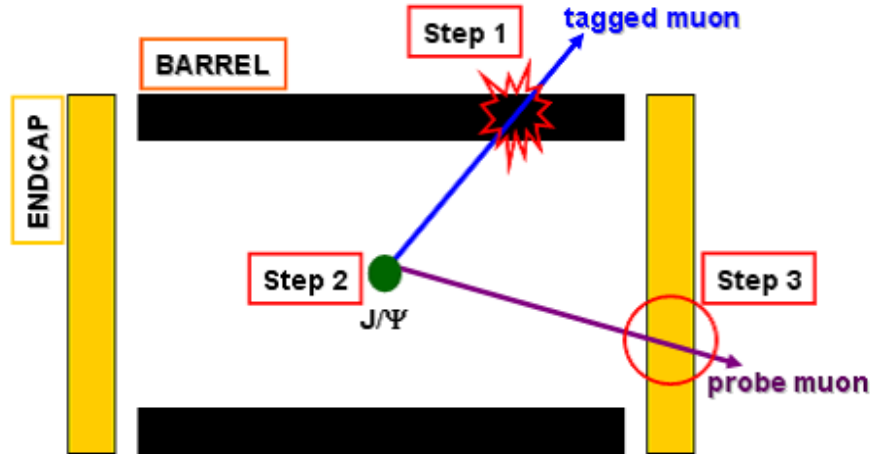 tagged muon
Step 1
BARREL
ENDCAP
Step 2
Step 3
J/Ψ
probe muon